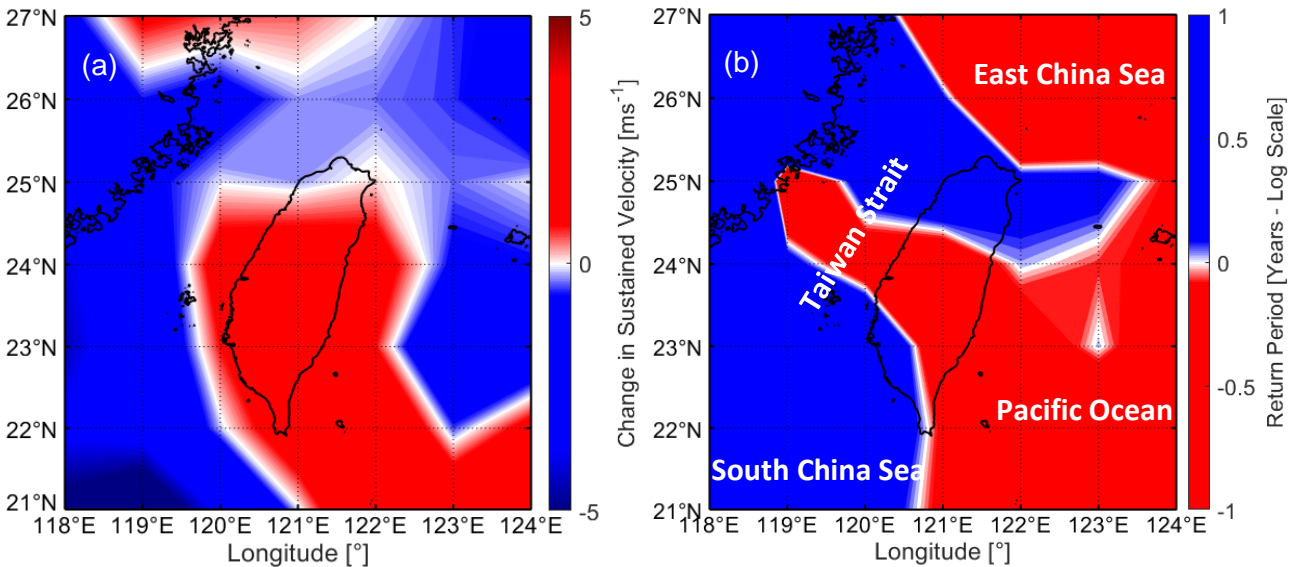 (a)
27°N
26°N
25°N
24°N
23°N
22°N
21°N
118°E
119°E
120°E
121°E
122°E
123°E
124°E
Longitude [°]
5
0
-5
Change in Sustained Velocity [ms-1]
(b)
East China Sea
Taiwan Strait
Pacific Ocean
South China Sea
27°N
26°N
25°N
24°N
23°N
22°N
21°N
118°E
119°E
120°E
121°E
122°E
123°E
124°E
Longitude [°]
1
0.5
0
-0.5
-1
Return Period [Years - Log Scale]